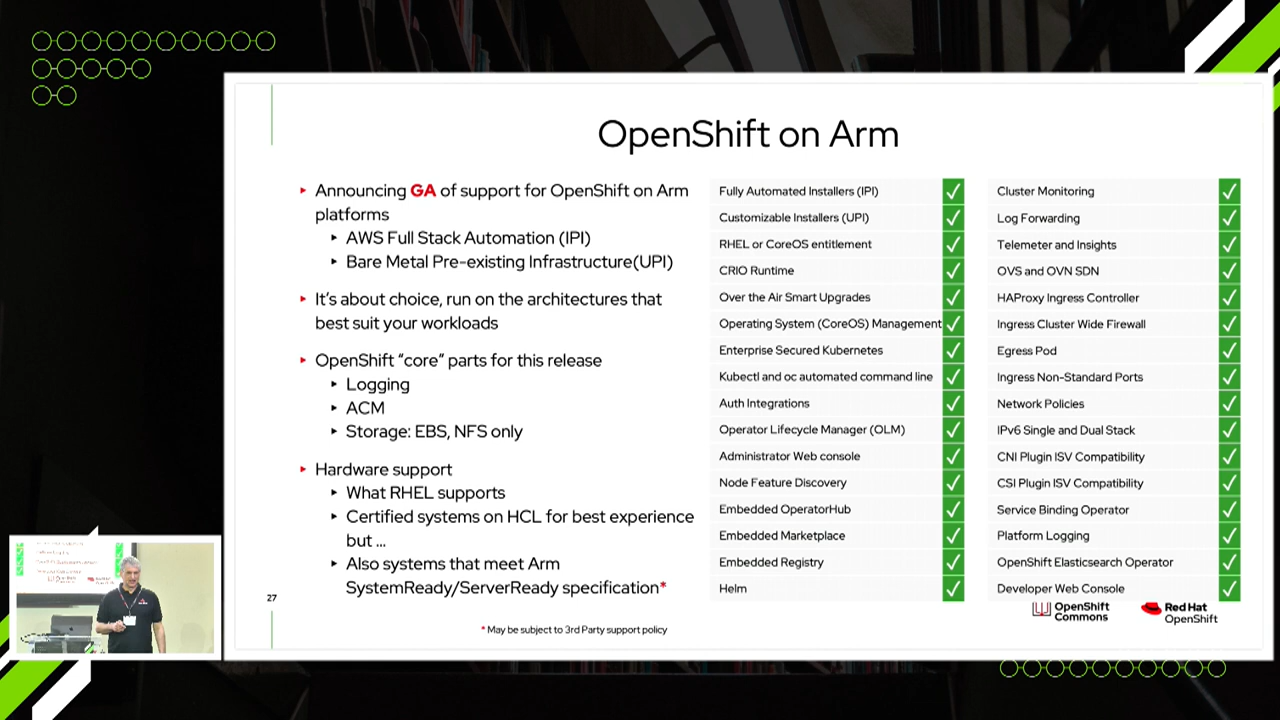 OpenShift on Arm
Announcing GA of support for OpenShift on Arm
platforms
AWS Full Stack Automation (IPI)
Bare Metal Pre-existing Infrastructure(UPI)
It's about choice, run on the architectures that
best suit your workloads
OpenShift “core” parts for this release
Logging
ACM
Storage: EBS, NFS only
Hardware support
What RHEL supports
Certified systems on HCL for best experience
but ...
Also systems that meet Arm
SystemReady/ServerReady specification*
Fully Automated Installers (IPI)
Customizable Installers (UPI)
RHEL or CoreOS entitlement
CRIO Runtime
Over the Air Smart Upgrades
Operating System (CoreOS) Management
Enterprise Secured Kubernetes
Kubectl and oc automated command line
Auth Integrations
Operator Lifecycle Manager (OLM)
Administrator Web console
Node Feature Discovery
Embedded OperatorHub
Embedded Marketplace
Embedded Registry
Helm
Cluster Monitoring
Log Forwarding
Telemeter and Insights
OVS and OVN SDN
HAProxy Ingress Controller
Ingress Cluster Wide Firewall
Egress Pod
Ingress Non-Standard Ports
Network Policies
IPv6 Single and Dual Stack
CNI Plugin ISV Compatibility
CSI Plugin ISV Compatibility
Service Binding Operator
Platform Logging
OpenShift Elasticsearch Operator
Developer Web Console
27
* May be subject to 3rd Party support policy
OpenShift
Commons
Red Hat
OpenShift